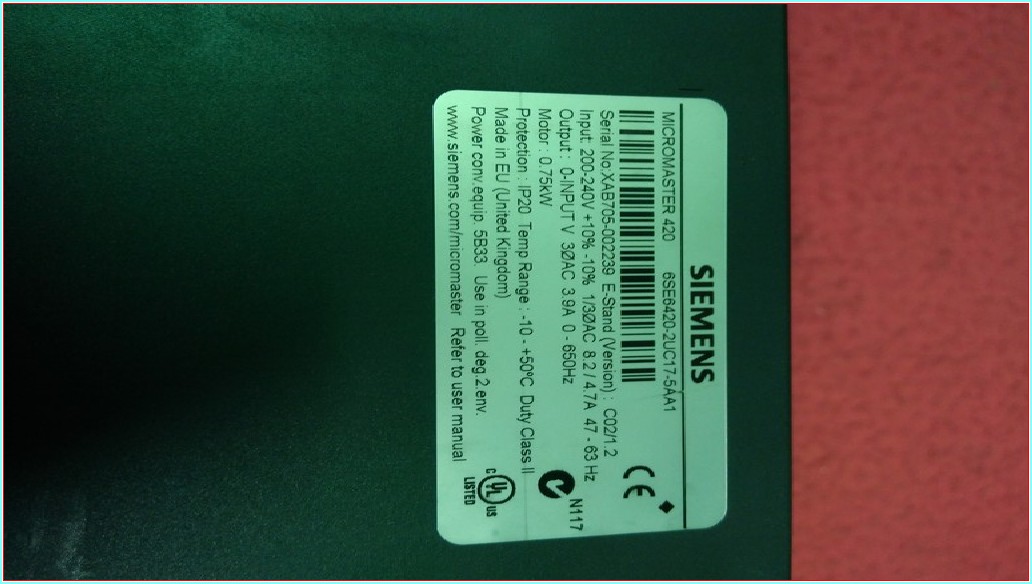 SIEMENS
MICROMASTER 420 6SE6420-2UC17-5AA1
Serial No:XAB705-002239 E-Stand (Version) : C02/1.2
Input: 200-240V +10% -10% 1/3ØAC 8.2 / 4.7A 47 - 63 Hz
Output : 0-INPUT V 3ØAC 3.9A 0 - 650Hz
Motor : 0.75kW
N117
Protection : IP20 Temp Range : -10 - +50°C Duty Class II
Made in EU (United Kingdom)
Power conv.equip. 5B33. Use in poll. deg.2.env.
www.siemens.com/micromaster Refer to user manual
CE
C UL US
LISTED